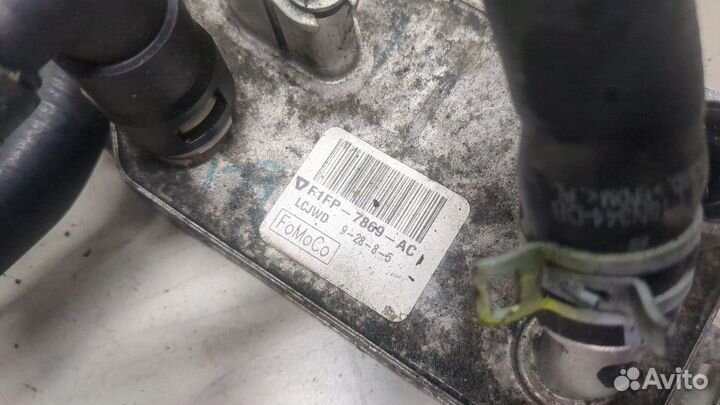 F1FP-7869-AC
LCJWD 9-28-8-5
FoMoCo
Avito